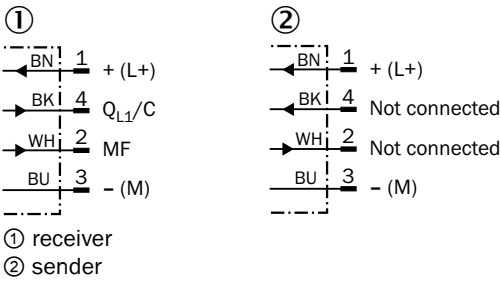 ① ②
BN 1 + (L+)
BK 4 Q_L1/C
WH 2 MF
BU 3 − (M)
BN 1 + (L+)
BK 4 Not connected
WH 2 Not connected
BU 3 − (M)
① receiver
② sender